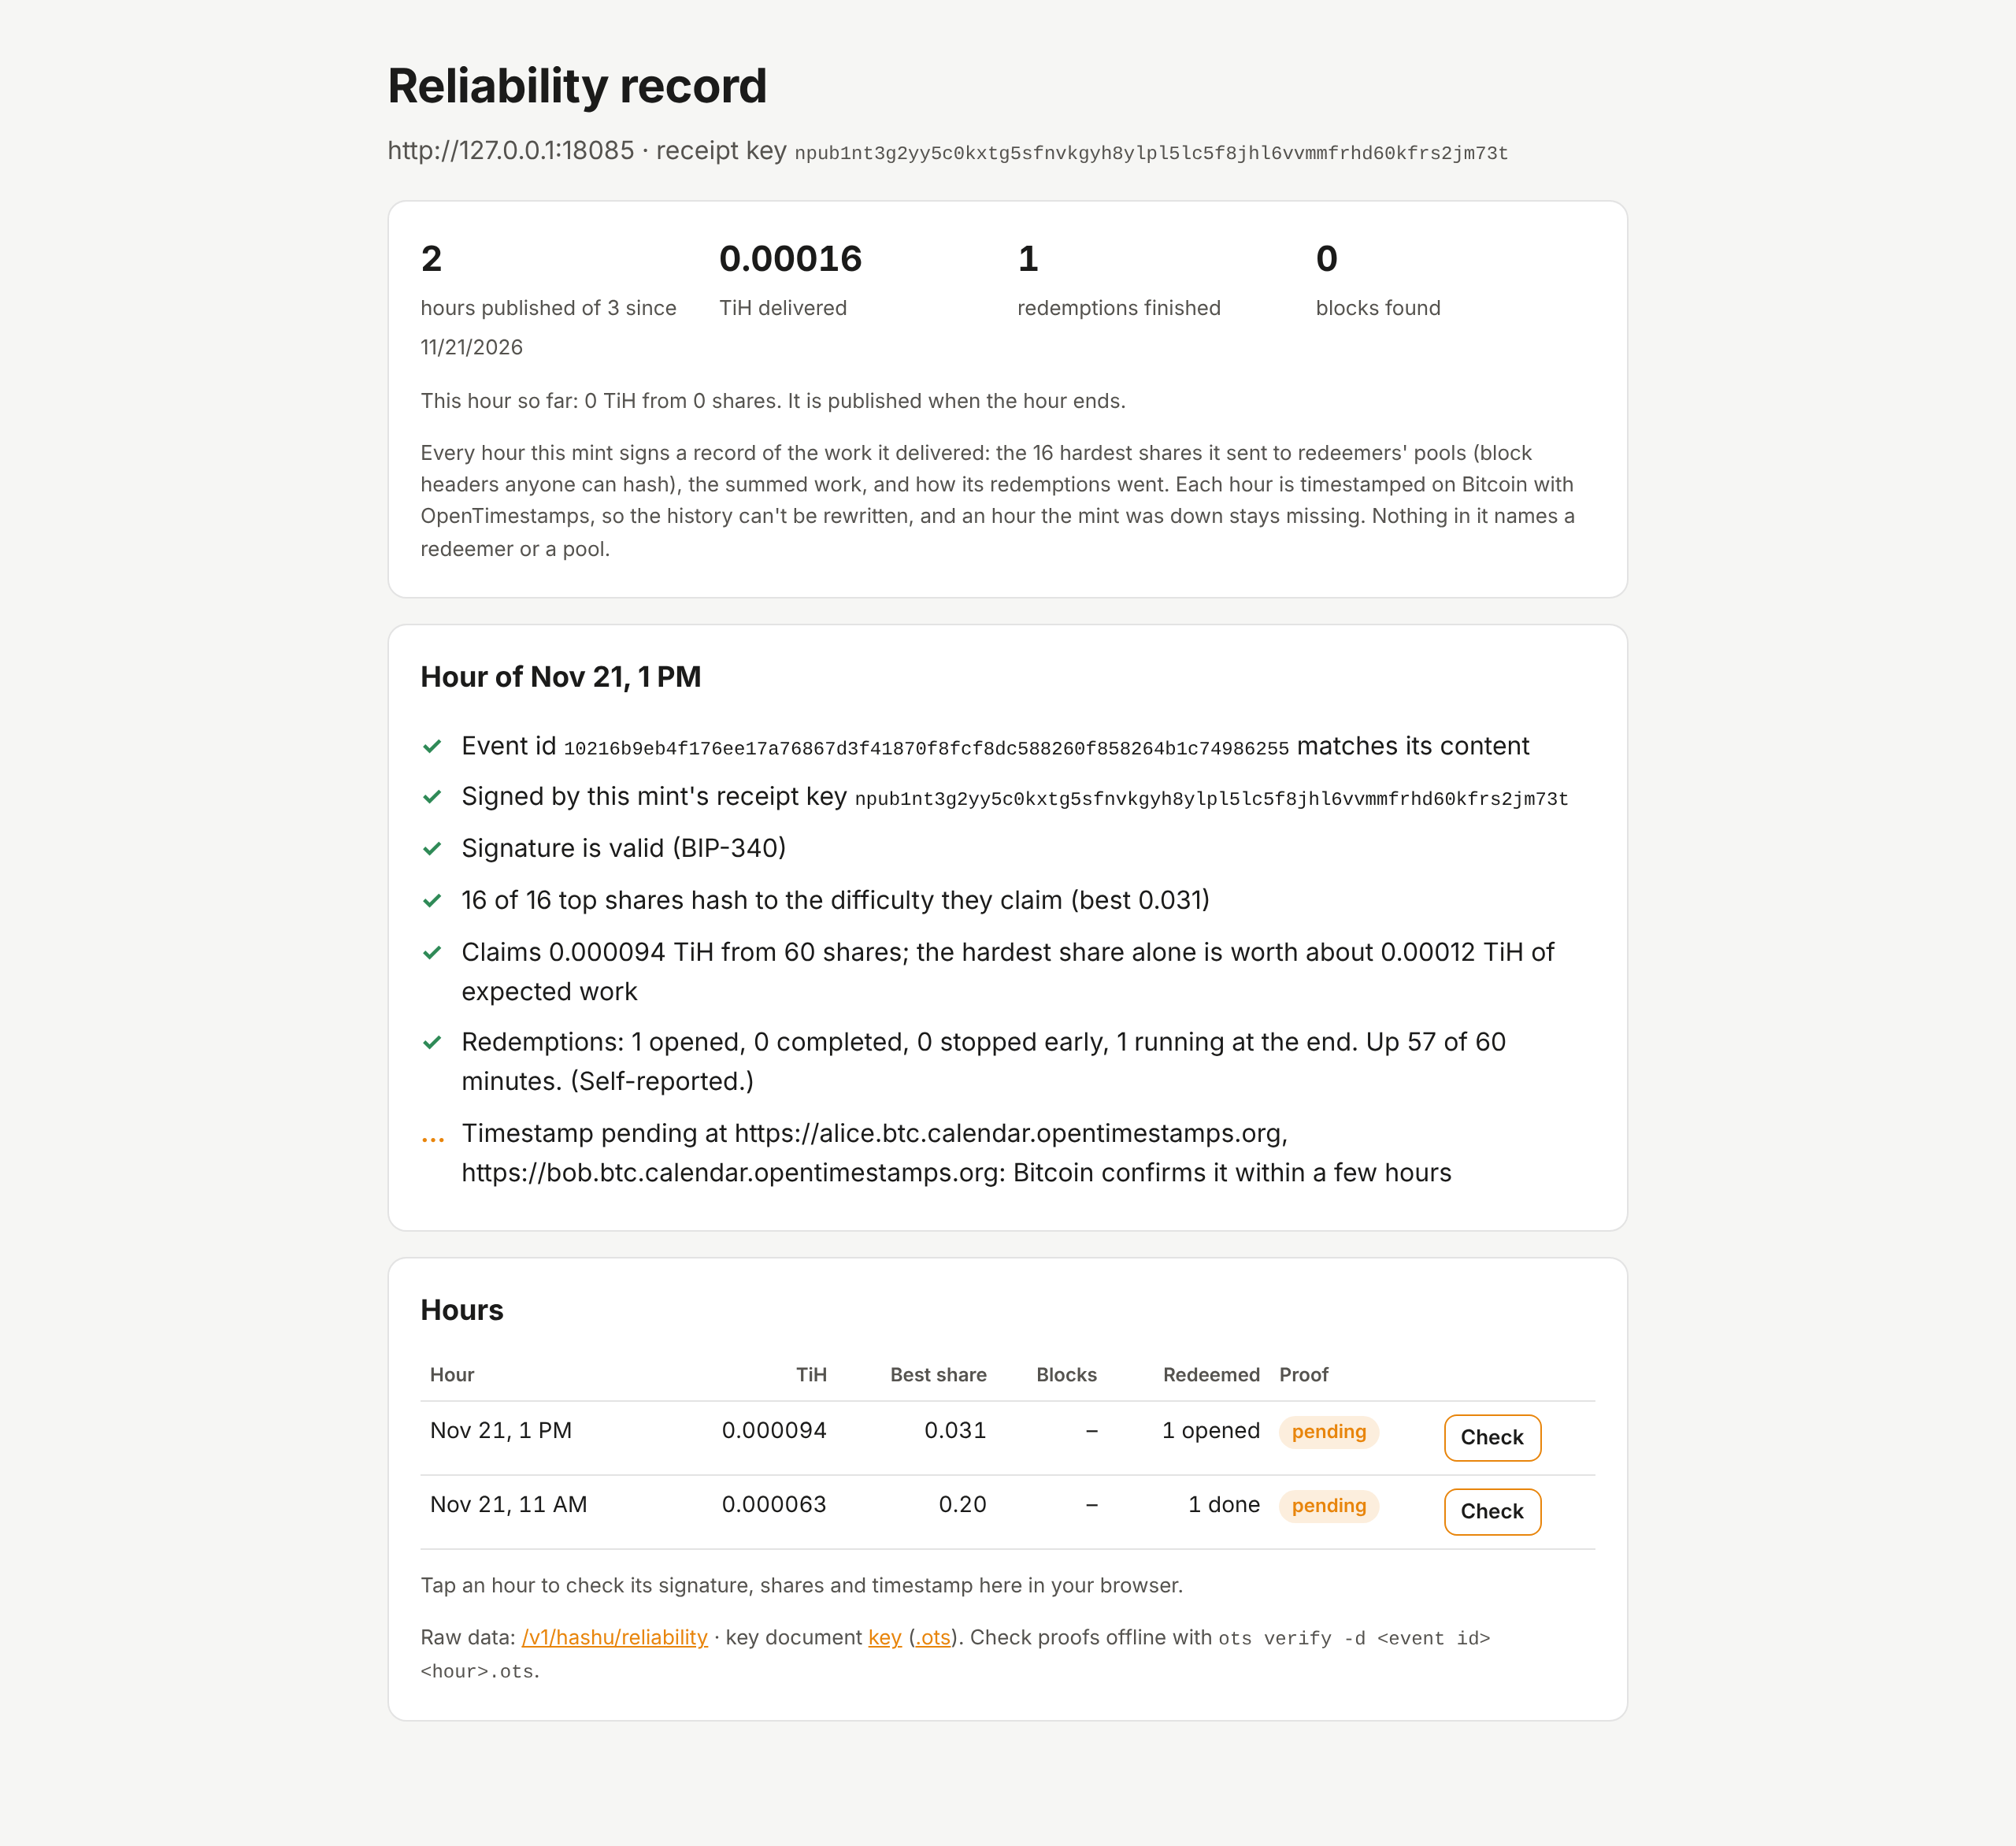 Reliability record
http://127.0.0.1:18085 · receipt key npub1nt3g2yy5c0kxtg5sfnvkgyh8ylpl5lc5f8jhl6vvmmfrhd60kfrs2jm73t
2
hours published of 3 since
11/21/2026
0.00016
TiH delivered
1
redemptions finished
0
blocks found
This hour so far: 0 TiH from 0 shares. It is published when the hour ends.
Every hour this mint signs a record of the work it delivered: the 16 hardest shares it sent to redeemers' pools (block
headers anyone can hash), the summed work, and how its redemptions went. Each hour is timestamped on Bitcoin with
OpenTimestamps, so the history can't be rewritten, and an hour the mint was down stays missing. Nothing in it names a
redeemer or a pool.
Hour of Nov 21, 1 PM
✓ Event id 10216b9eb4f176ee17a76867d3f41870f8fcf8dc588260f858264b1c74986255 matches its content
✓ Signed by this mint's receipt key npub1nt3g2yy5c0kxtg5sfnvkgyh8ylpl5lc5f8jhl6vvmmfrhd60kfrs2jm73t
✓ Signature is valid (BIP-340)
✓ 16 of 16 top shares hash to the difficulty they claim (best 0.031)
✓ Claims 0.000094 TiH from 60 shares; the hardest share alone is worth about 0.00012 TiH of
expected work
✓ Redemptions: 1 opened, 0 completed, 0 stopped early, 1 running at the end. Up 57 of 60
minutes. (Self-reported.)
… Timestamp pending at https://alice.btc.calendar.opentimestamps.org,
https://bob.btc.calendar.opentimestamps.org: Bitcoin confirms it within a few hours
Hours
Hour TiH Best share Blocks Redeemed Proof
Nov 21, 1 PM 0.000094 0.031 – 1 opened pending Check
Nov 21, 11 AM 0.000063 0.20 – 1 done pending Check
Tap an hour to check its signature, shares and timestamp here in your browser.
Raw data: /v1/hashu/reliability · key document key (.ots). Check proofs offline with ots verify -d <event id>
<hour>.ots.